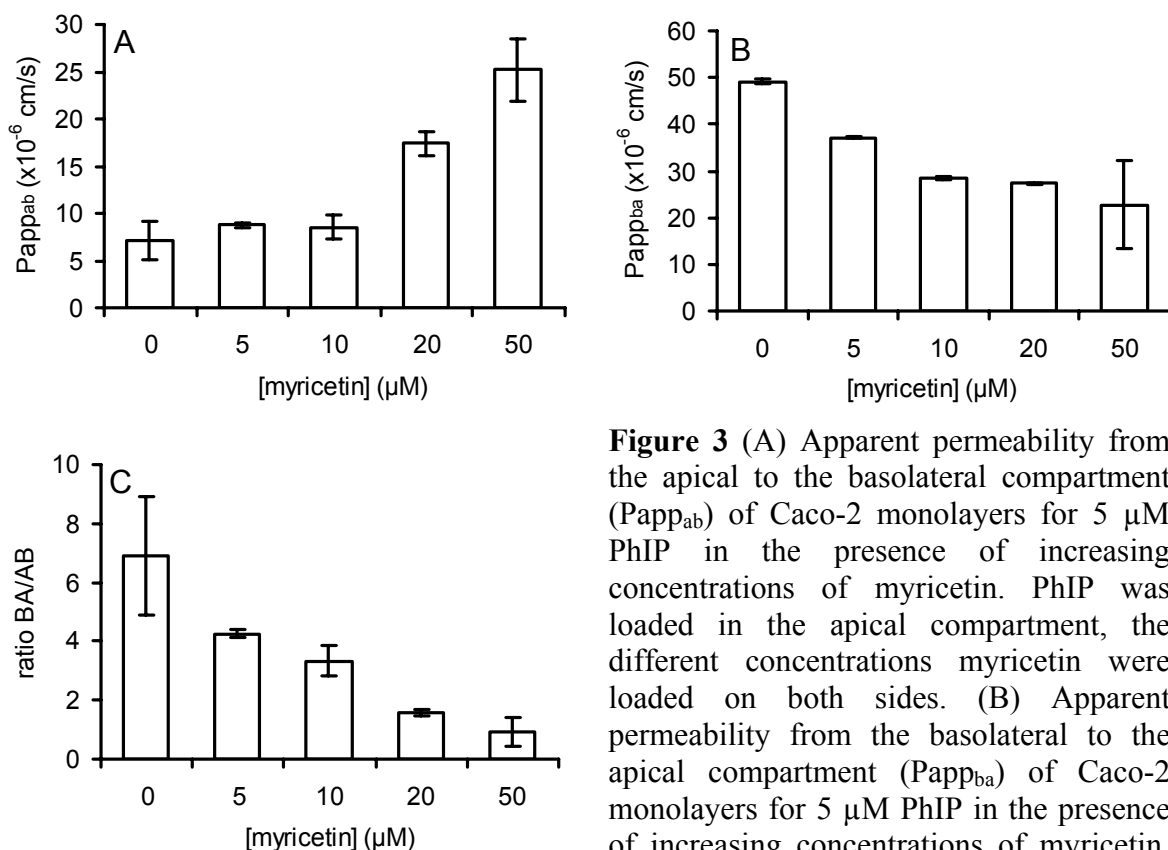 A
Papp_ab (x10^-6 cm/s)
30
25
20
15
10
5
0
0 5 10 20 50
[myricetin] (µM)
B
Papp_ba (x10^-6 cm/s)
60
50
40
30
20
10
0
0 5 10 20 50
[myricetin] (µM)
C
ratio BA/AB
10
8
6
4
2
0
0 5 10 20 50
[myricetin] (µM)
Figure 3 (A) Apparent permeability from
the apical to the basolateral compartment
(Papp_ab) of Caco-2 monolayers for 5 µM
PhIP in the presence of increasing
concentrations of myricetin. PhIP was
loaded in the apical compartment, the
different concentrations myricetin were
loaded on both sides. (B) Apparent
permeability from the basolateral to the
apical compartment (Papp_ba) of Caco-2
monolayers for 5 µM PhIP in the presence
of increasing concentrations of myricetin.